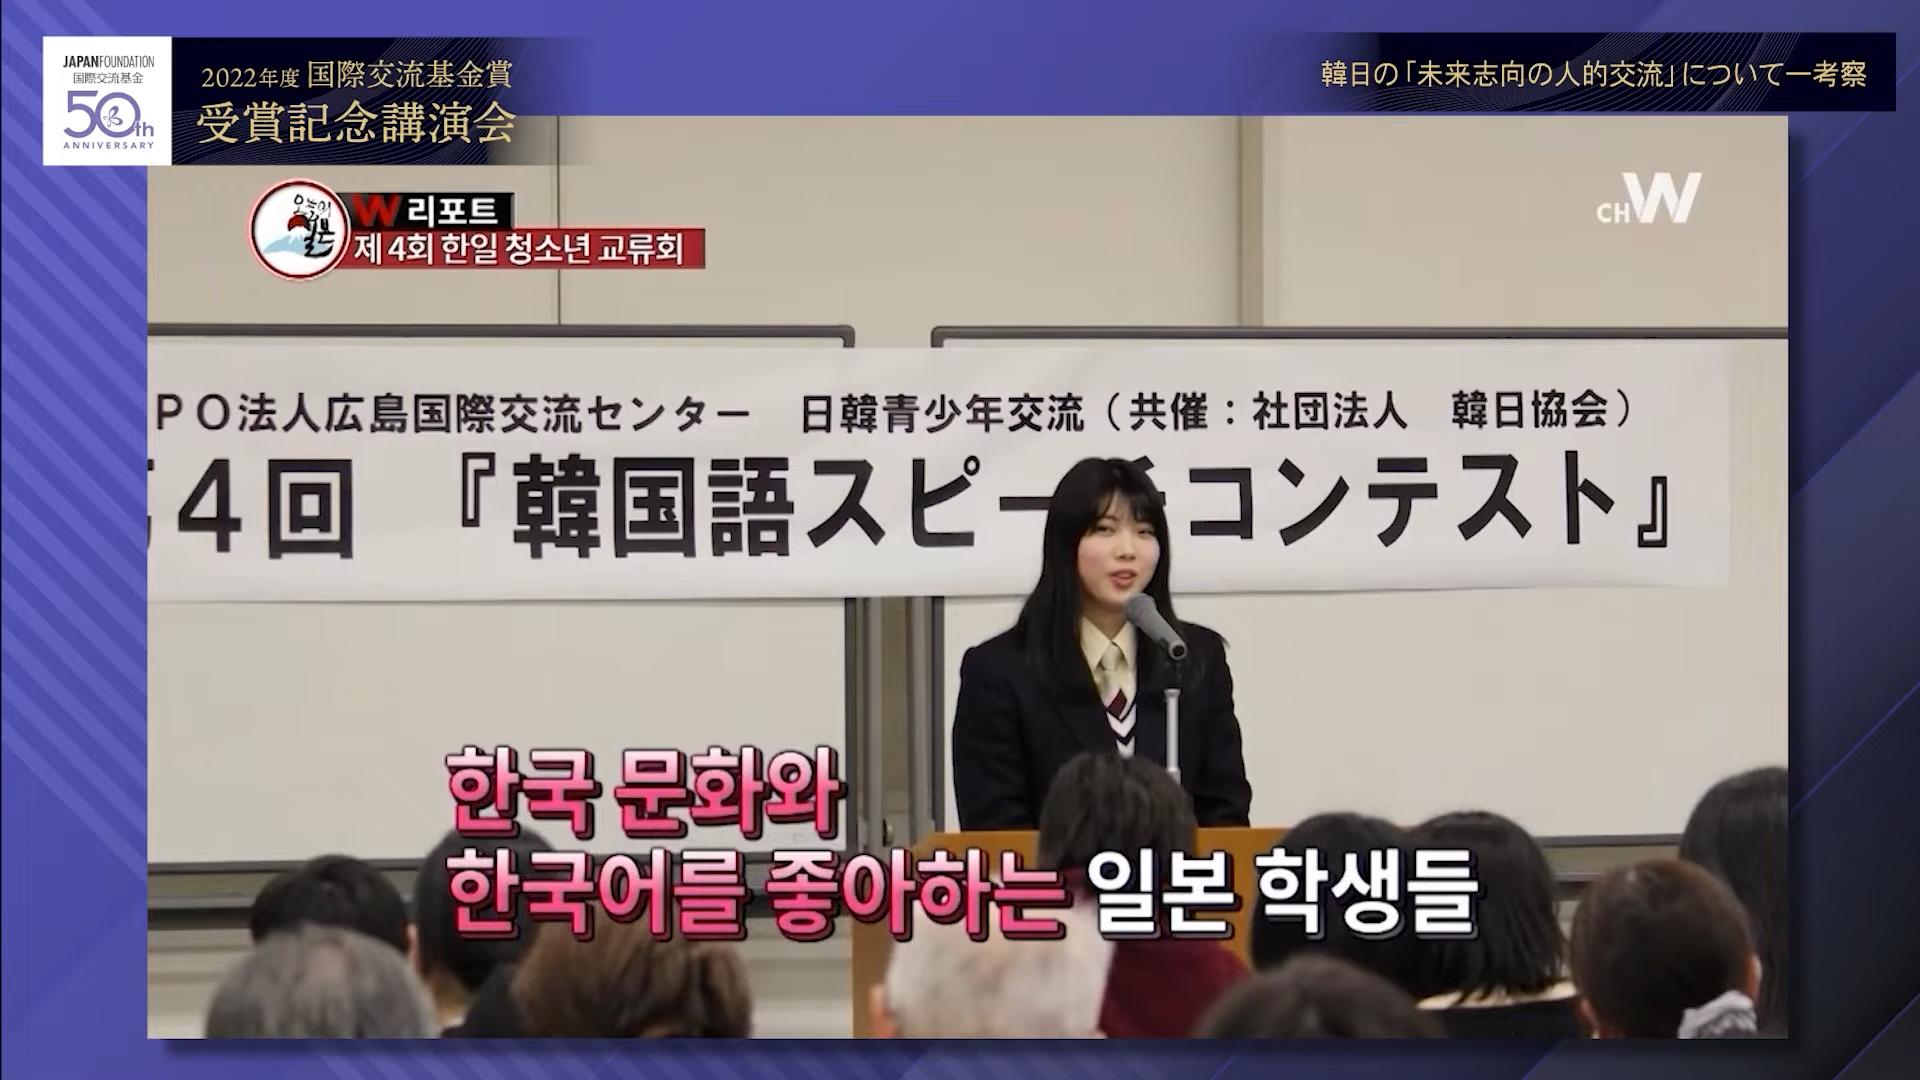 JAPANFOUNDATION
国際交流基金
50th
ANNIVERSARY
2022年度 国際交流基金賞
受賞記念講演会
韓日の「未来志向の人的交流」について一考察
오늘의 일본
W 리포트
제 4회 한일 청소년 교류회
CH W
PO法人広島国際交流センター 日韓青少年交流（共催：社団法人 韓日協会）
4回 『韓国語スピーチコンテスト』
한국 문화와
한국어를 좋아하는 일본 학생들